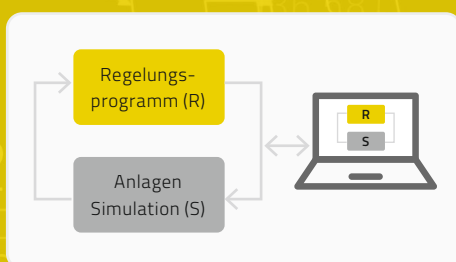 Regelungs-
programm (R)
R
S
Anlagen
Simulation (S)